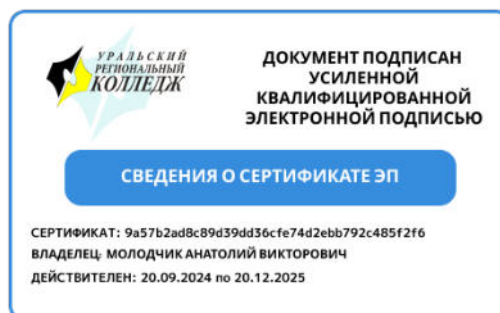 УРАЛЬСКИЙ
РЕГИОНАЛЬНЫЙ
КОЛЛЕДЖ
ДОКУМЕНТ ПОДПИСАН
УСИЛЕННОЙ
КВАЛИФИЦИРОВАННОЙ
ЭЛЕКТРОННОЙ ПОДПИСЬЮ
СВЕДЕНИЯ О СЕРТИФИКАТЕ ЭП
СЕРТИФИКАТ: 9a57b2ad8c89d39dd36cfe74d2ebb792c485f2f6
ВЛАДЕЛЕЦ: МОЛОДЧИК АНАТОЛИЙ ВИКТОРОВИЧ
ДЕЙСТВИТЕЛЕН: 20.09.2024 по 20.12.2025